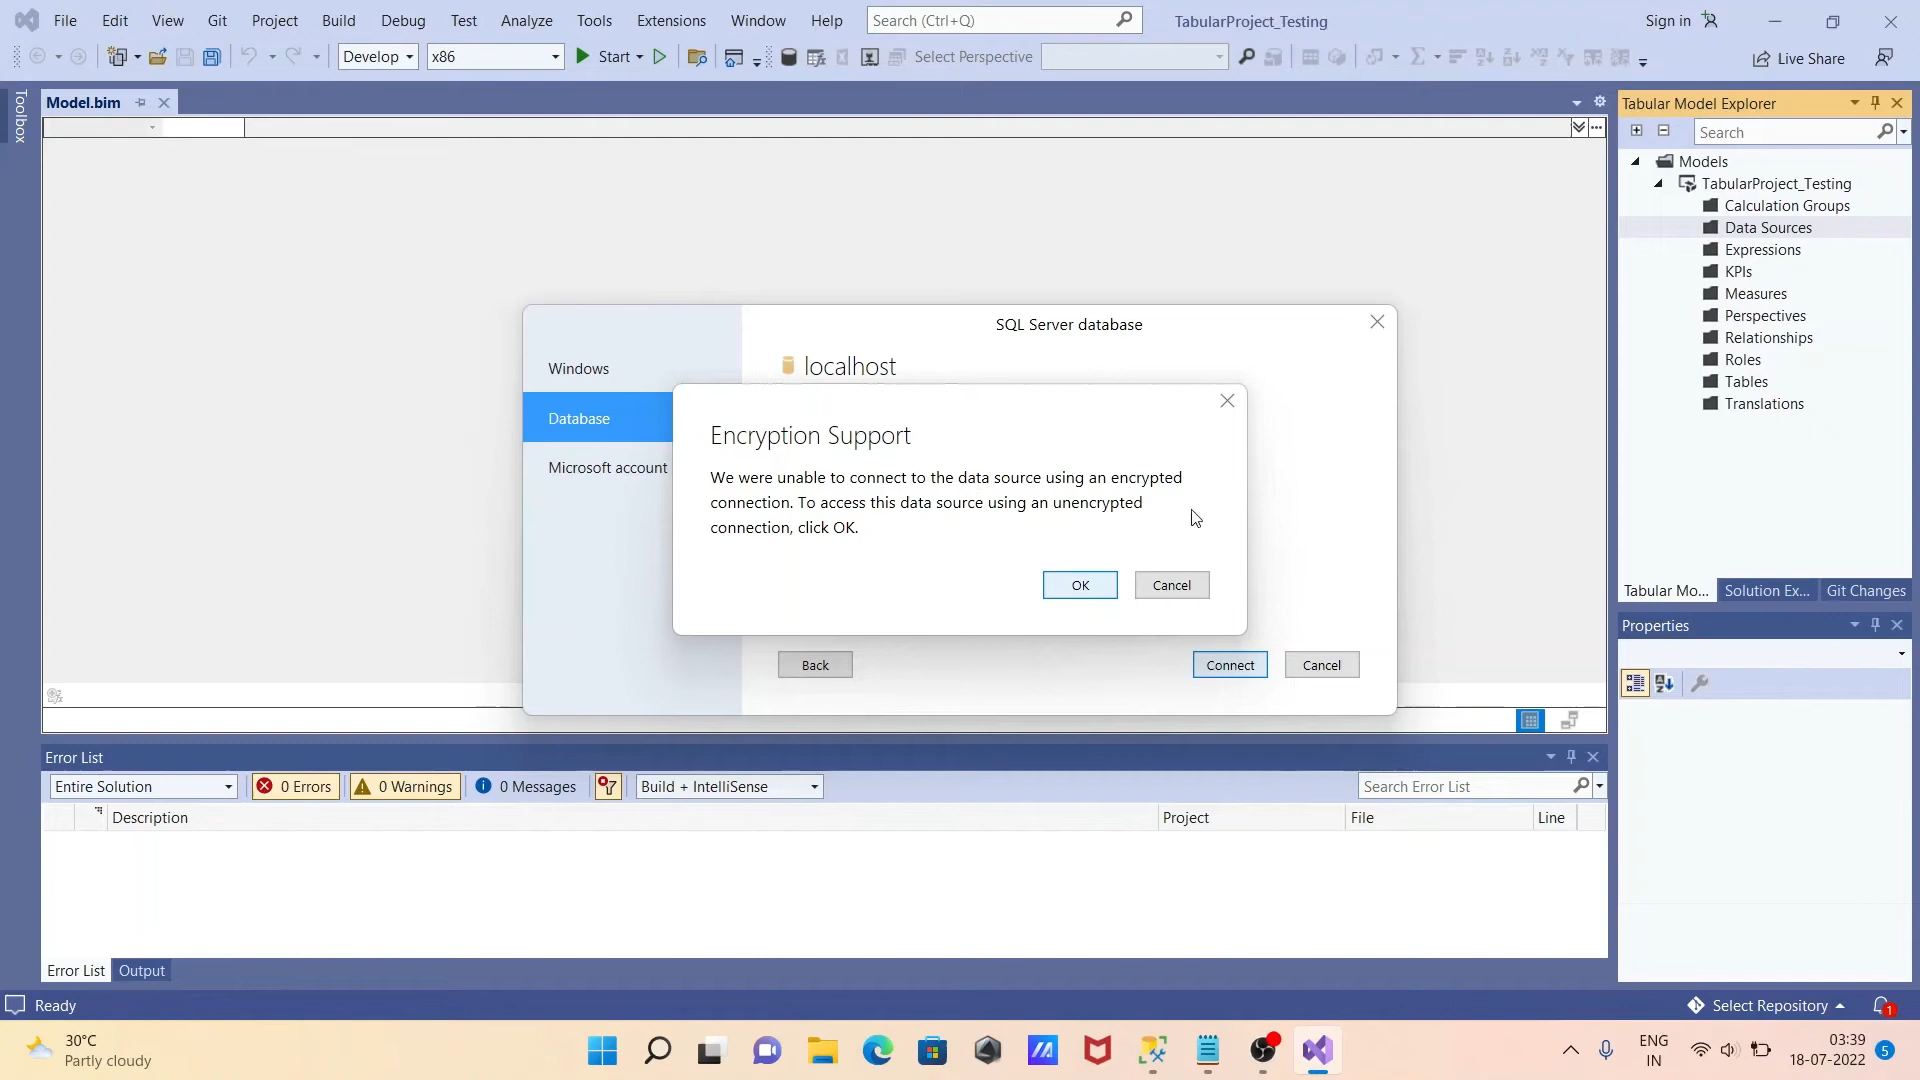 File Edit View Git Project Build Debug Test Analyze Tools Extensions Window Help Search (Ctrl+Q) TabularProject_Testing Sign in
Develop x86 Start Select Perspective Live Share
Toolbox
Model.bim
Tabular Model Explorer
Search
Models
TabularProject_Testing
Calculation Groups
Data Sources
Expressions
KPIs
Measures
Perspectives
Relationships
Roles
Tables
Translations
SQL Server database
Windows
localhost
Database
Microsoft account
Encryption Support
We were unable to connect to the data source using an encrypted
connection. To access this data source using an unencrypted
connection, click OK.
OK Cancel
Back Connect Cancel
Tabular Mo... Solution Ex... Git Changes
Properties
Error List
Entire Solution 0 Errors 0 Warnings 0 Messages Build + IntelliSense Search Error List
Description Project File Line
Error List Output
Ready Select Repository 1
30°C
Partly cloudy
ENG
IN
03:39
18-07-2022 5